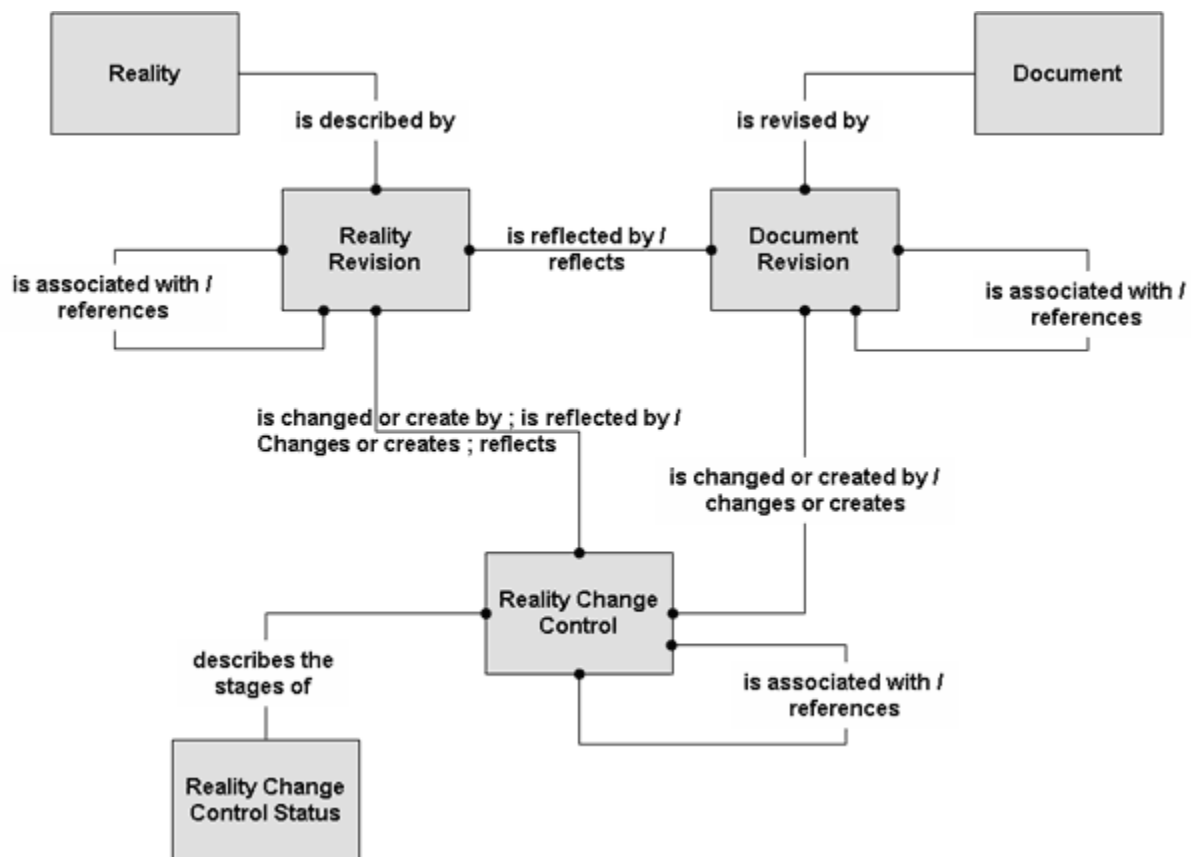 Reality
Document
is described by
is revised by
Reality
Revision
is reflected by /
reflects
Document
Revision
is associated with /
references
is associated with /
references
is changed or create by ; is reflected by /
Changes or creates ; reflects
is changed or created by /
changes or creates
Reality Change
Control
describes the
stages of
is associated with /
references
Reality Change
Control Status